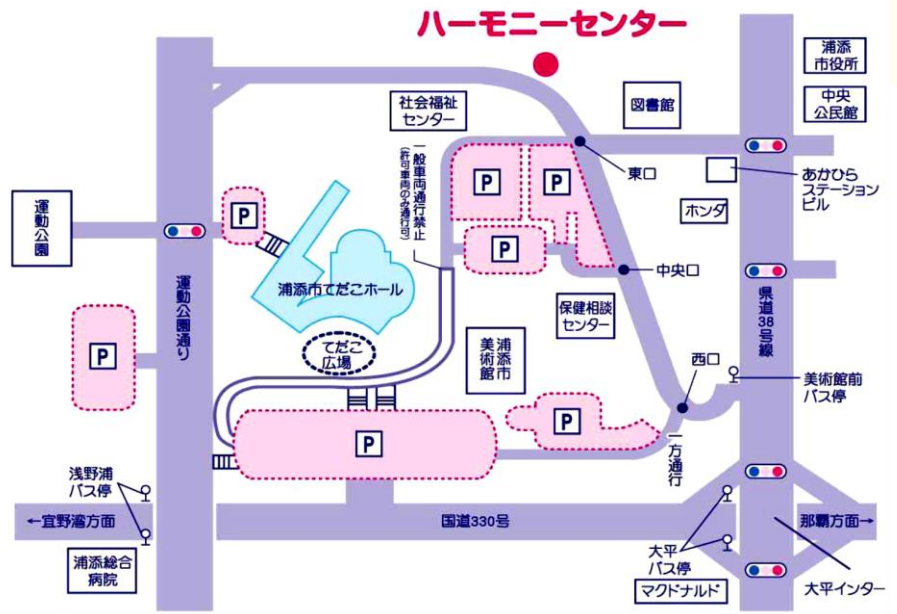 ハーモニーセンター
浦添
市役所
中央
公民館
図書館
社会福祉
センター
一般車両通行禁止
(許可車両のみ通行可)
P
P
東口
あかひら
ステーション
ビル
ホンダ
運動公園
P
P
浦添市てだこホール
中央口
保健相談
センター
県道38号線
運動公園通り
てだこ
広場
浦添市
美術館
P
西口
美術館前
バス停
P
P
一方通行
浅野浦
バス停
←宜野湾方面
国道330号
那覇方面→
浦添総合
病院
大平
バス停
マクドナルド
大平インター